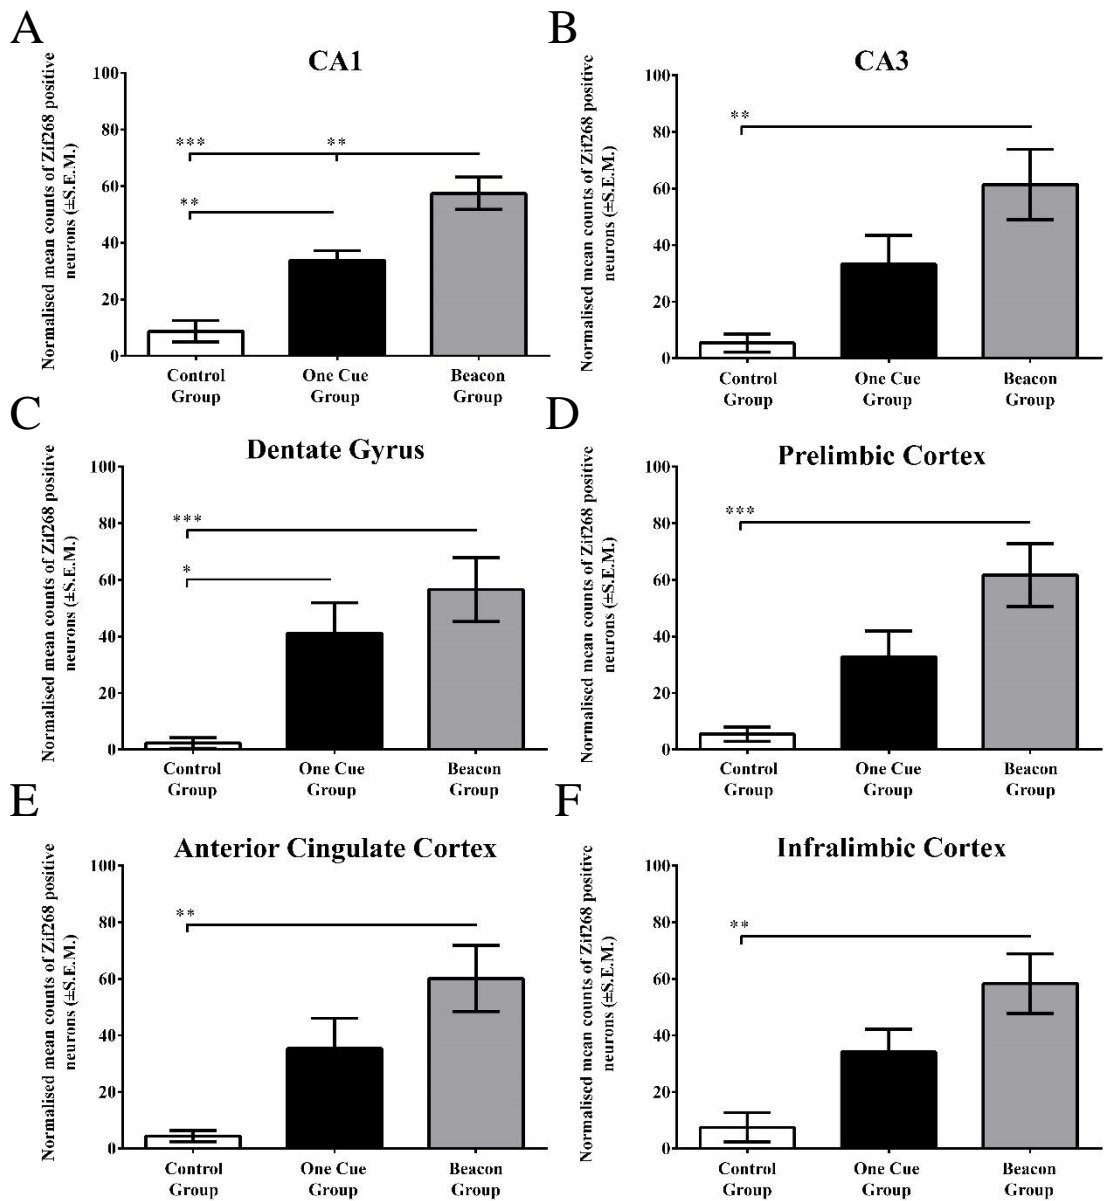 A
CA1
Normalised mean counts of Zif268 positive
neurons (±S.E.M.)
100
80
60
40
20
0
***
**
**
Control
Group
One Cue
Group
Beacon
Group
B
CA3
Normalised mean counts of Zif268 positive
neurons (±S.E.M.)
100
80
60
40
20
0
**
Control
Group
One Cue
Group
Beacon
Group
C
Dentate Gyrus
Normalised mean counts of Zif268 positive
neurons (±S.E.M.)
100
80
60
40
20
0
***
*
Control
Group
One Cue
Group
Beacon
Group
D
Prelimbic Cortex
Normalised mean counts of Zif268 positive
neurons (±S.E.M.)
100
80
60
40
20
0
***
Control
Group
One Cue
Group
Beacon
Group
E
Anterior Cingulate Cortex
Normalised mean counts of Zif268 positive
neurons (±S.E.M.)
100
80
60
40
20
0
**
Control
Group
One Cue
Group
Beacon
Group
F
Infralimbic Cortex
Normalised mean counts of Zif268 positive
neurons (±S.E.M.)
100
80
60
40
20
0
**
Control
Group
One Cue
Group
Beacon
Group